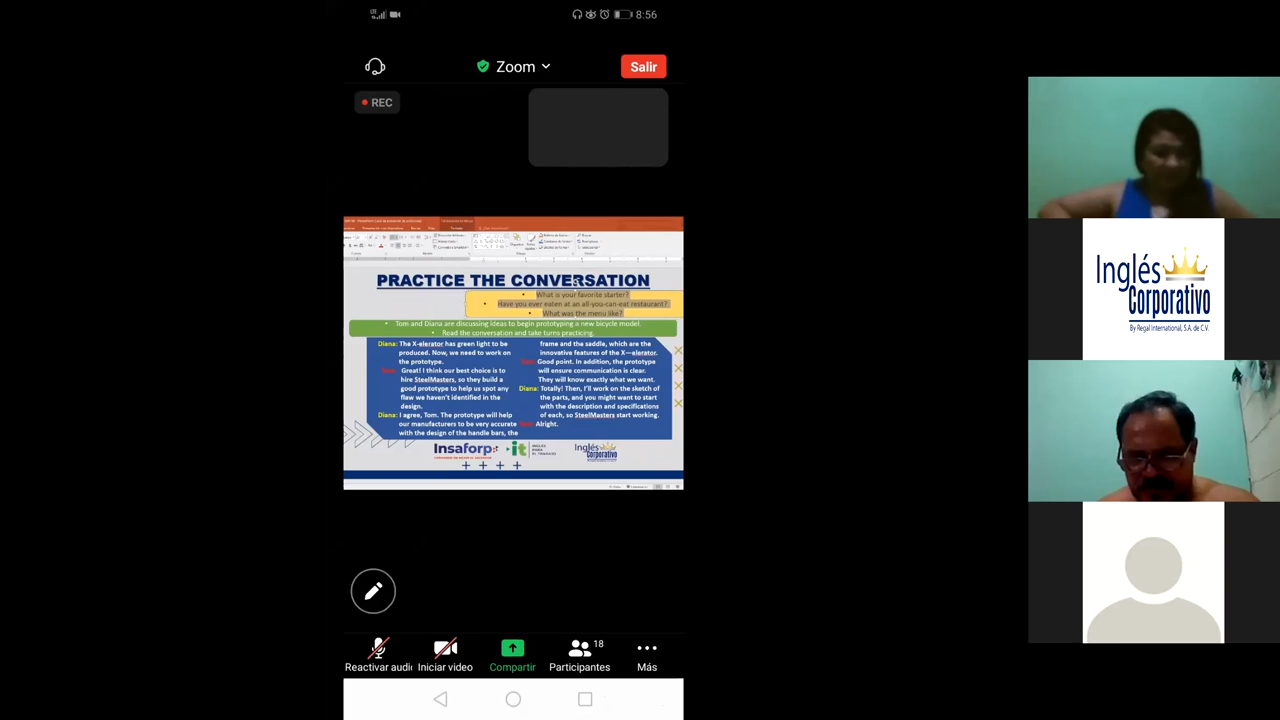 LTE
8:56
Zoom
Salir
REC
PRACTICE THE CONVERSATION
• What is your favorite starter?
• Have you ever eaten at an all-you-can-eat restaurant?
• What was the menu like?
• Tom and Diana are discussing ideas to begin prototyping a new bicycle model.
• Read the conversation and take turns practicing.
Diana: The X-elerator has green light to be
produced. Now, we need to work on
the prototype.
Great! I think our best choice is to
hire SteelMasters, so they build a
good prototype to help us spot any
flaw we haven't identified in the
design.
Diana: I agree, Tom. The prototype will help
our manufacturers to be very accurate
with the design of the handle bars, the
frame and the saddle, which are the
innovative features of the X—elerator.
Good point. In addition, the prototype
will ensure communication is clear.
They will know exactly what we want.
Diana: Totally! Then, I'll work on the sketch of
the parts, and you might want to start
with the description and specifications
of each, so SteelMasters start working.
Alright.
Insaforp
it
INGLÉS
PARA
EL TRABAJO
Inglés
Corporativo
18
Reactivar audi
Iniciar video
Compartir
Participantes
Más
Inglés
Corporativo
By Regal International, S.A. de C.V.